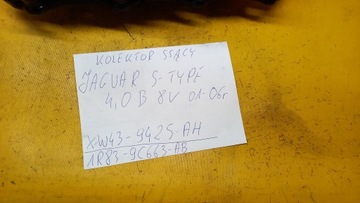 KOLEKTOR SSĄCY
JAGUAR S-TYPE
4,0 B 8V 01-06r
XW43-9425-AH
1R83-9C663-AB